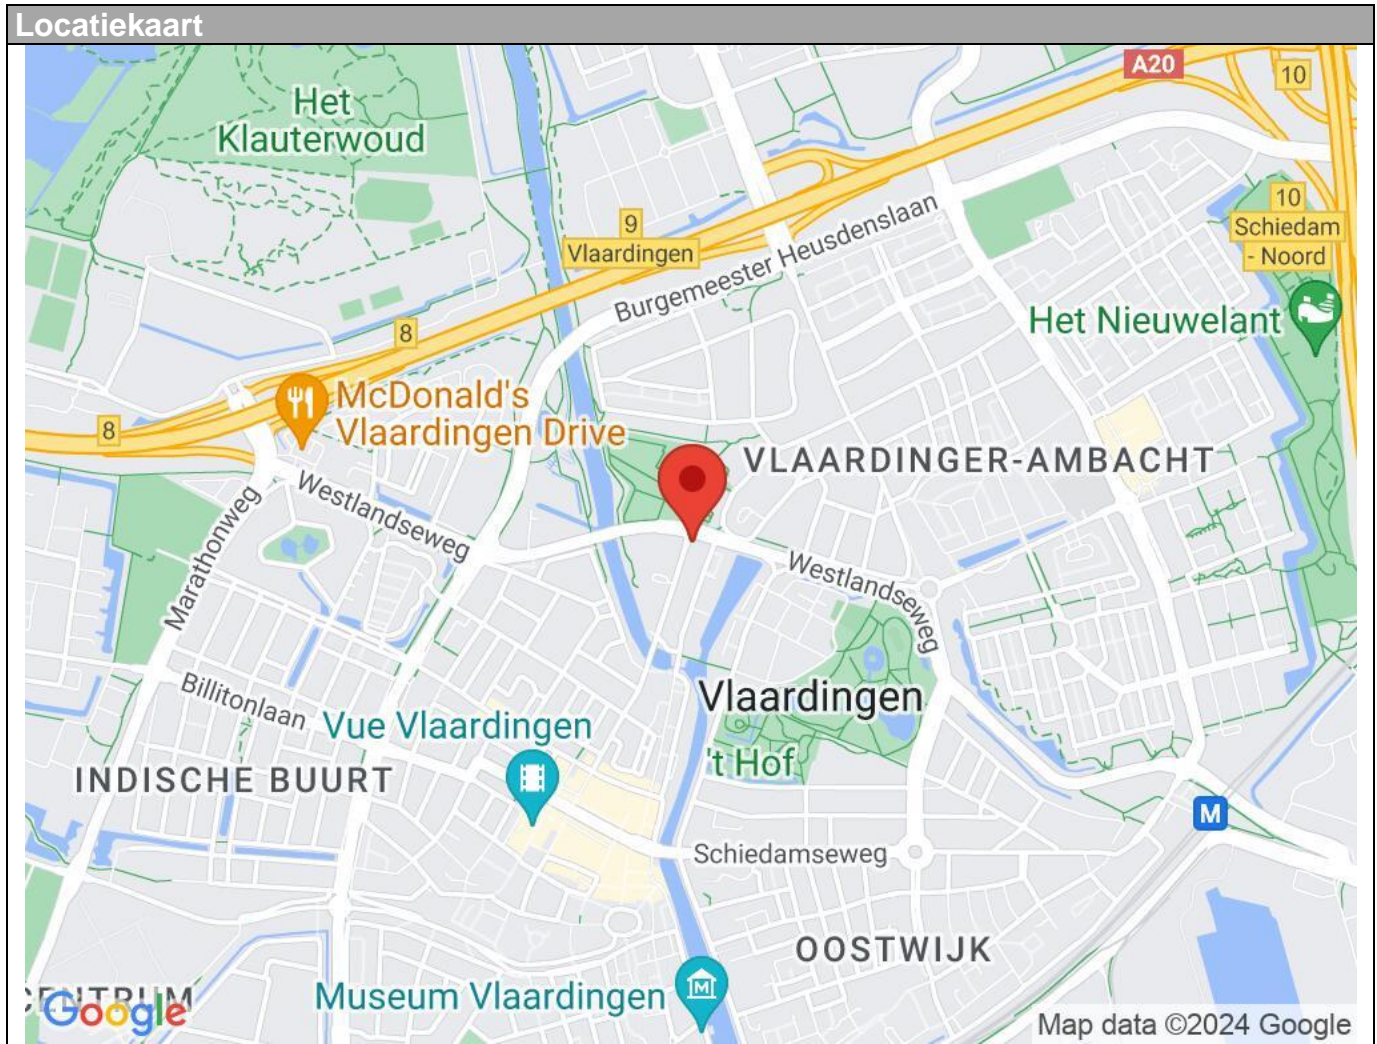 Locatiekaart
A20
10
Het
Klauterwoud
10
Schiedam
- Noord
9
Vlaardingen
Burgemeester Heusdenslaan
Het Nieuwelant
8
McDonald's
Vlaardingen Drive
8
VLAARDINGER-AMBACHT
Westlandseweg
Marathonweg
Westlandseweg
Billitonlaan
Vlaardingen
Vue Vlaardingen
't Hof
INDISCHE BUURT
M
Schiedamseweg
OOSTWIJK
CENTRUM
Museum Vlaardingen
M
Google
Map data ©2024 Google